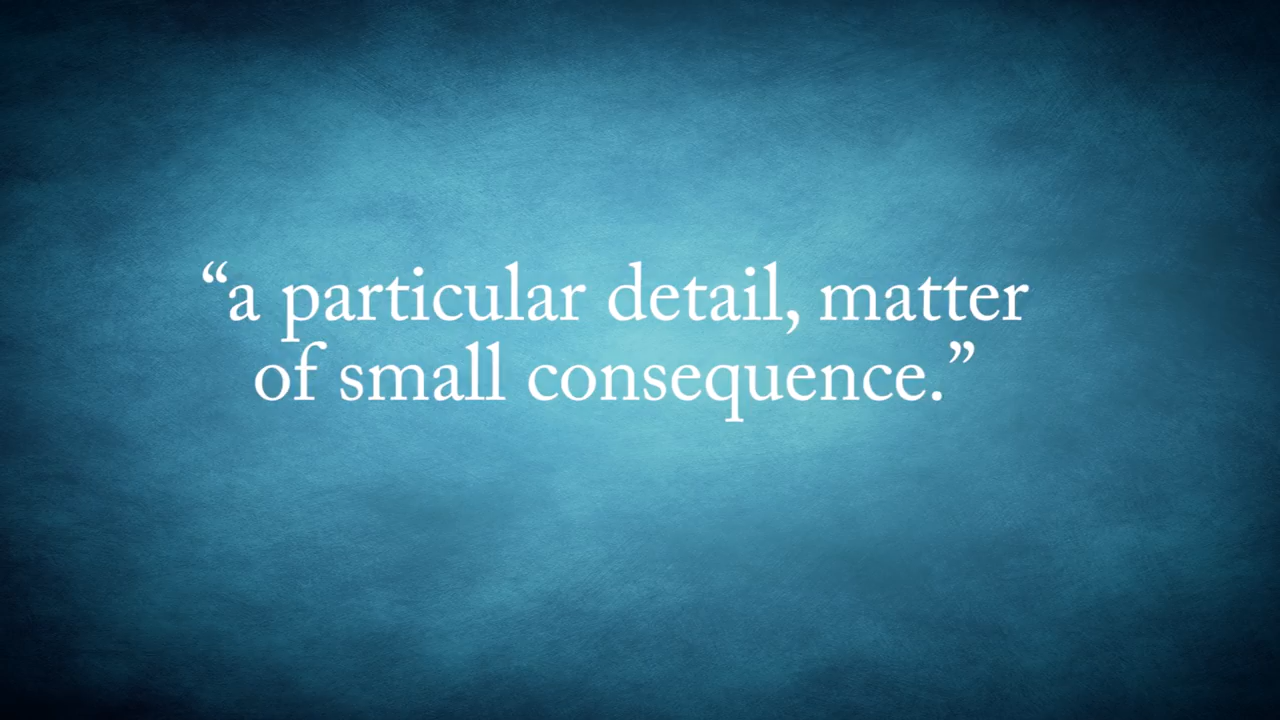 “a particular detail, matter
of small consequence.”